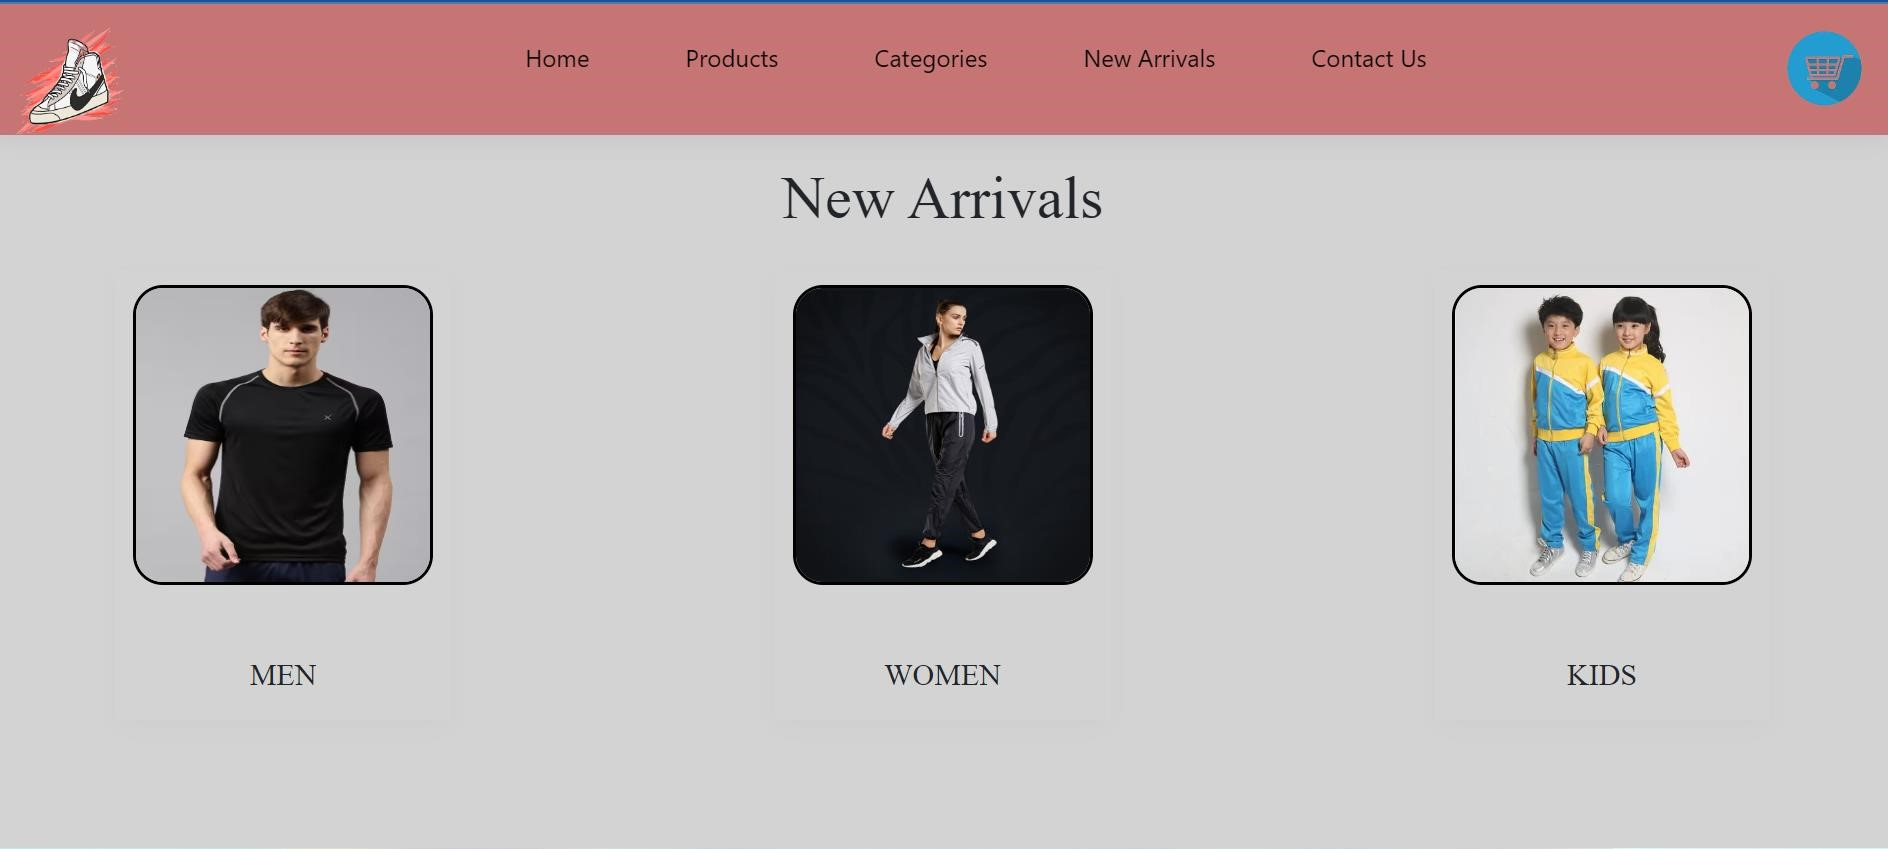 Home Products Categories New Arrivals Contact Us
New Arrivals
MEN WOMEN KIDS